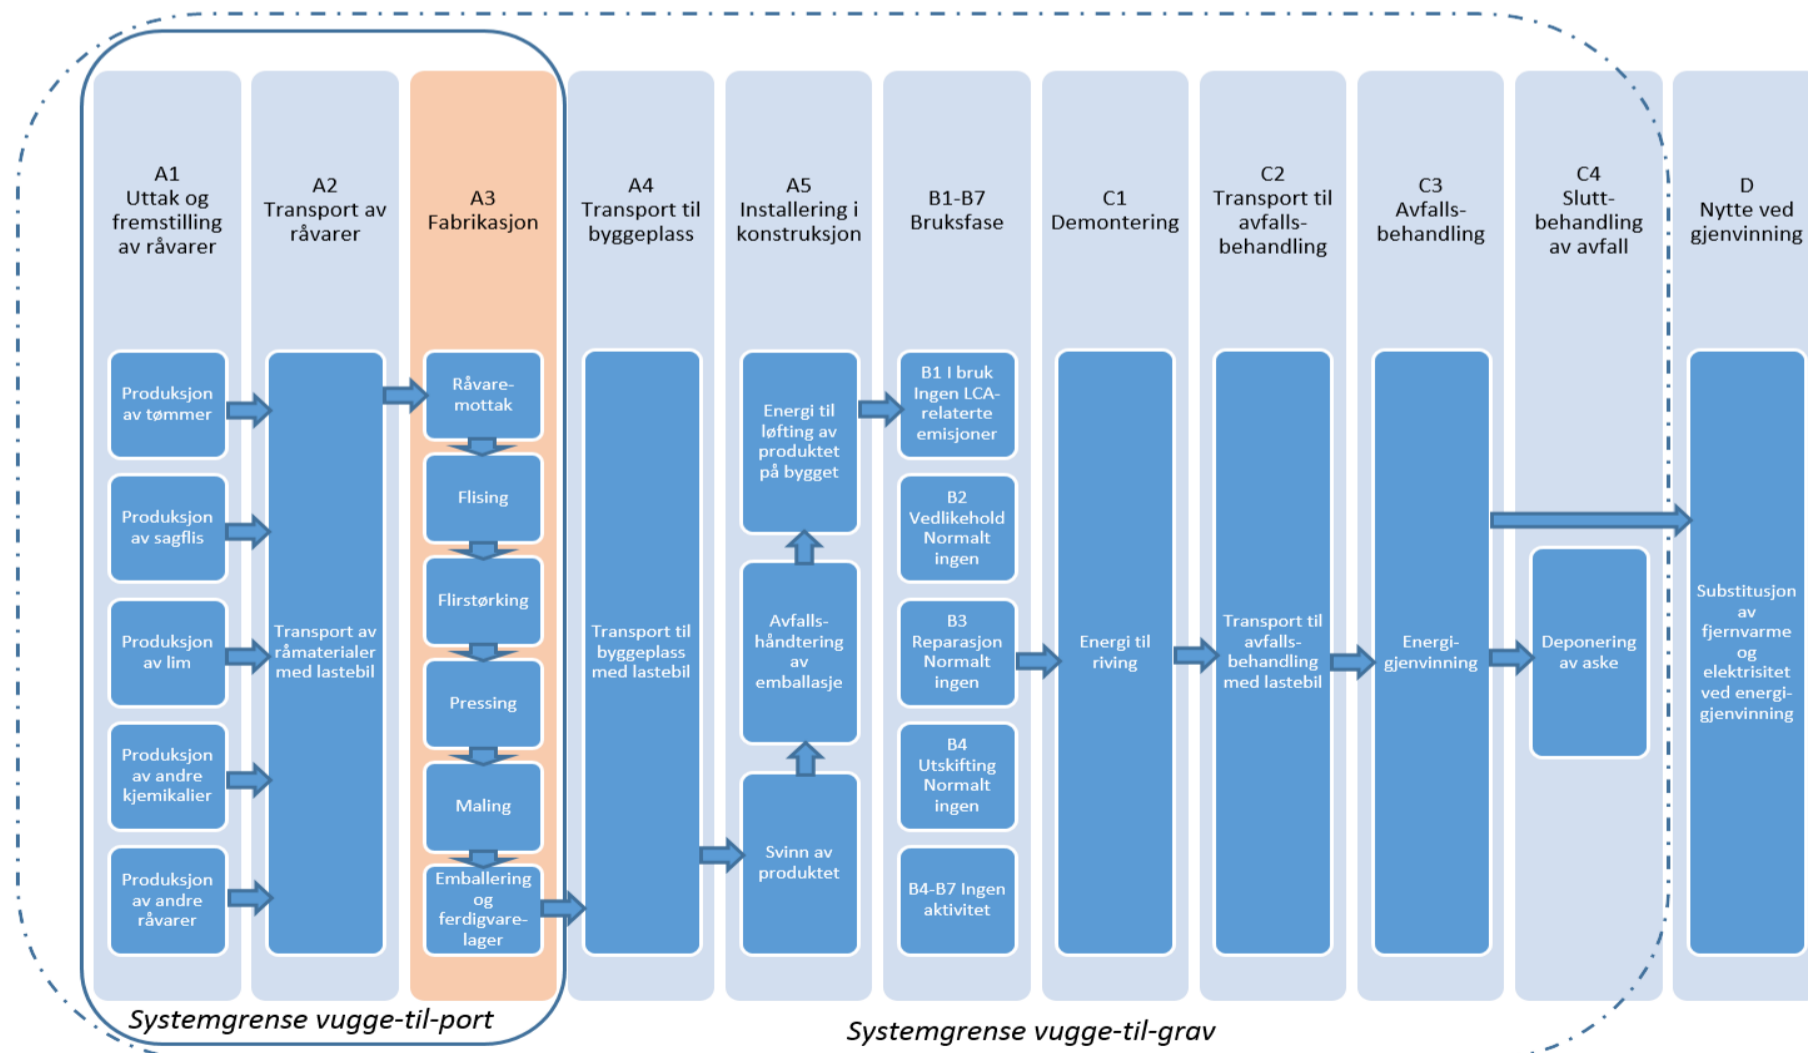 A1
Uttak og
fremstilling
av råvarer
A2
Transport av
råvarer
A3
Fabrikasjon
A4
Transport til
byggeplass
A5
Installering i
konstruksjon
B1-B7
Bruksfase
C1
Demontering
C2
Transport til
avfalls-
behandling
C3
Avfalls-
behandling
C4
Slutt-
behandling
av avfall
D
Nytte ved
gjenvinning
Produksjon
av tømmer
Produksjon
av sagflis
Produksjon
av lim
Produksjon
av andre
kjemikalier
Produksjon
av andre
råvarer
Transport av
råmaterialer
med lastebil
Råvare-
mottak
Flising
Flirstørking
Pressing
Maling
Emballering
og
ferdigvare-
lager
Transport til
byggeplass
med lastebil
Energi til
løfting av
produktet
på bygget
Avfalls-
håndtering
av
emballasje
Svinn av
produktet
B1 I bruk
Ingen LCA-
relaterte
emisjoner
B2
Vedlikehold
Normalt
ingen
B3
Reparasjon
Normalt
ingen
B4
Utskifting
Normalt
ingen
B4-B7 Ingen
aktivitet
Energi til
riving
Transport til
avfalls-
behandling
med lastebil
Energi-
gjenvinning
Deponering
av aske
Substitusjon
av
fjernvarme
og
elektrisitet
ved energi-
gjenvinning
Systemgrense vugge-til-port
Systemgrense vugge-til-grav